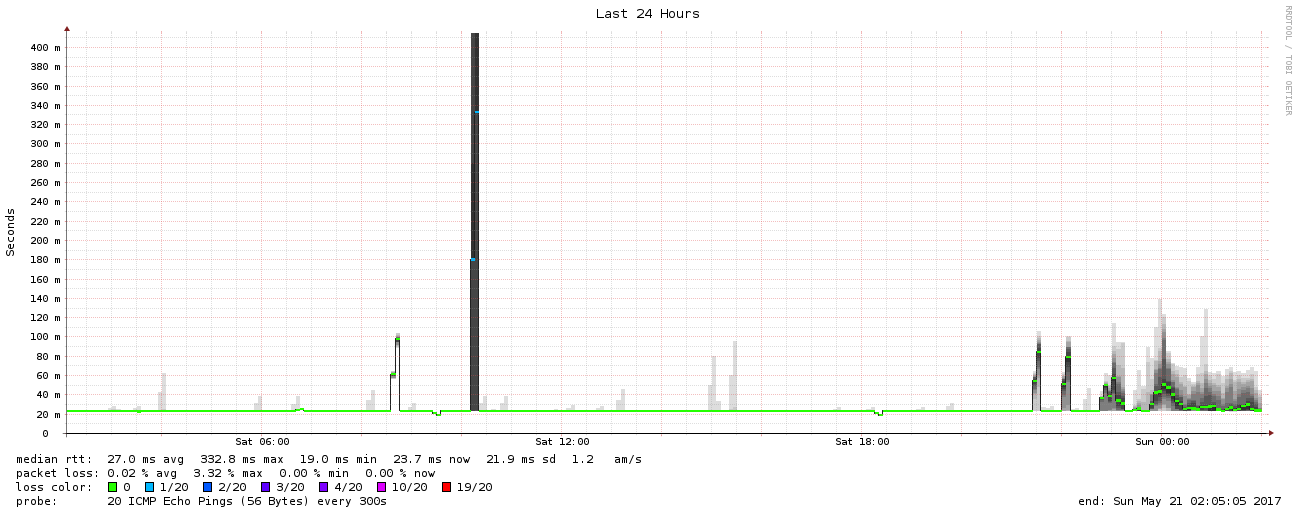 Last 24 Hours
RRDTOOL / TOBI OETIKER
Seconds
400 m
380 m
360 m
340 m
320 m
300 m
280 m
260 m
240 m
220 m
200 m
180 m
160 m
140 m
120 m
100 m
80 m
60 m
40 m
20 m
0
Sat 06:00 Sat 12:00 Sat 18:00 Sun 00:00
median rtt: 27.0 ms avg 332.8 ms max 19.0 ms min 23.7 ms now 21.9 ms sd 1.2 am/s
packet loss: 0.02 % avg 3.32 % max 0.00 % min 0.00 % now
loss color: 0 1/20 2/20 3/20 4/20 10/20 19/20
probe: 20 ICMP Echo Pings (56 Bytes) every 300s end: Sun May 21 02:05:05 2017